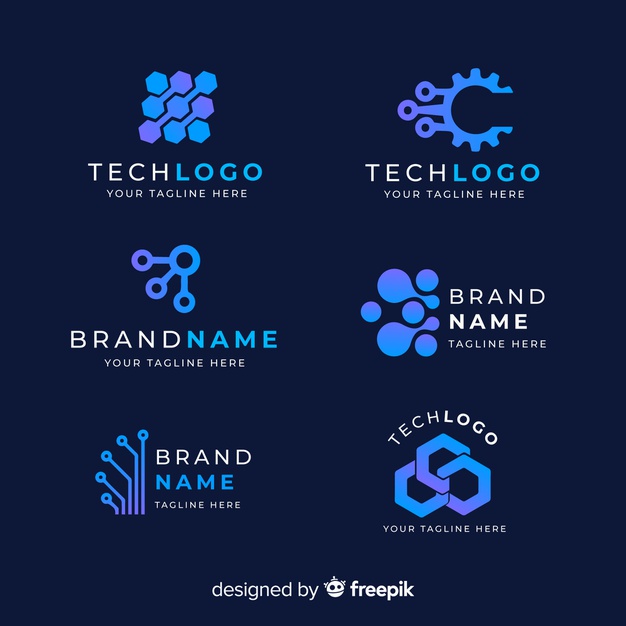 TECHLOGO
YOUR TAGLINE HERE
TECHLOGO
YOUR TAGLINE HERE
BRANDNAME
YOUR TAGLINE HERE
BRAND
NAME
TAGLINE HERE
BRAND
NAME
TAGLINE HERE
TECHLOGO
YOUR TAGLINE HERE
designed by freepik